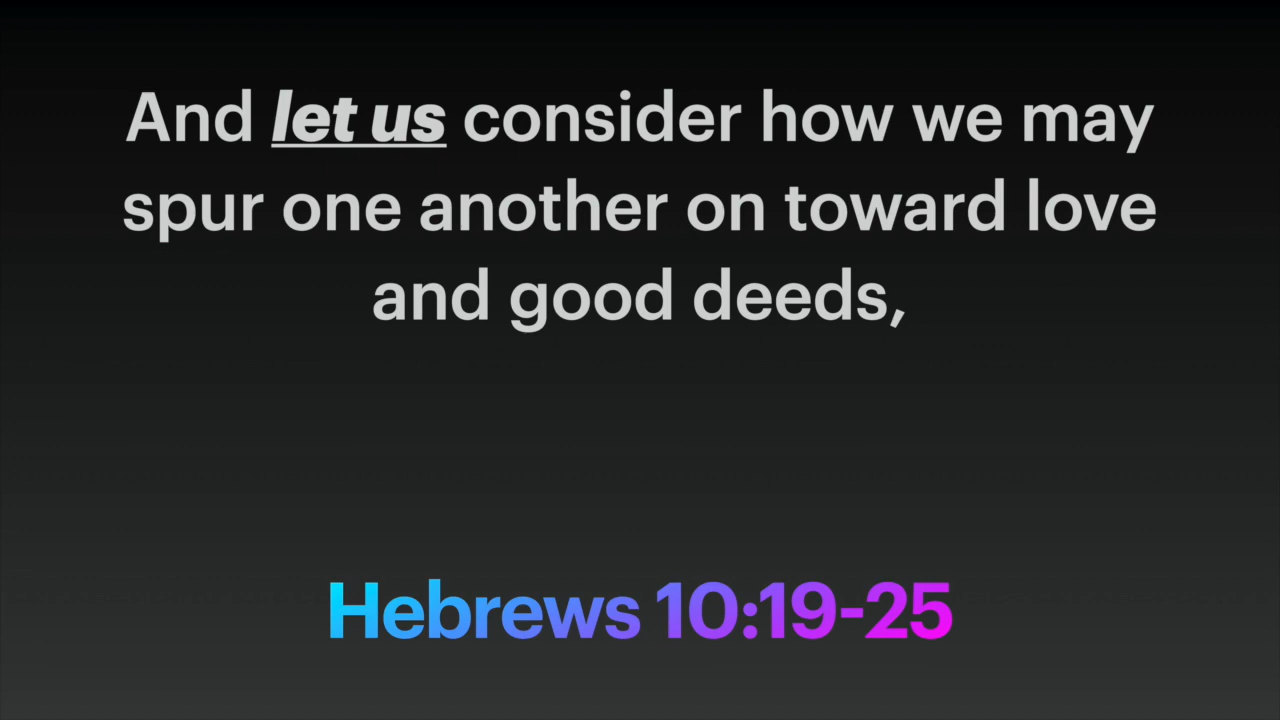 And let us consider how we may
spur one another on toward love
and good deeds,
Hebrews 10:19-25